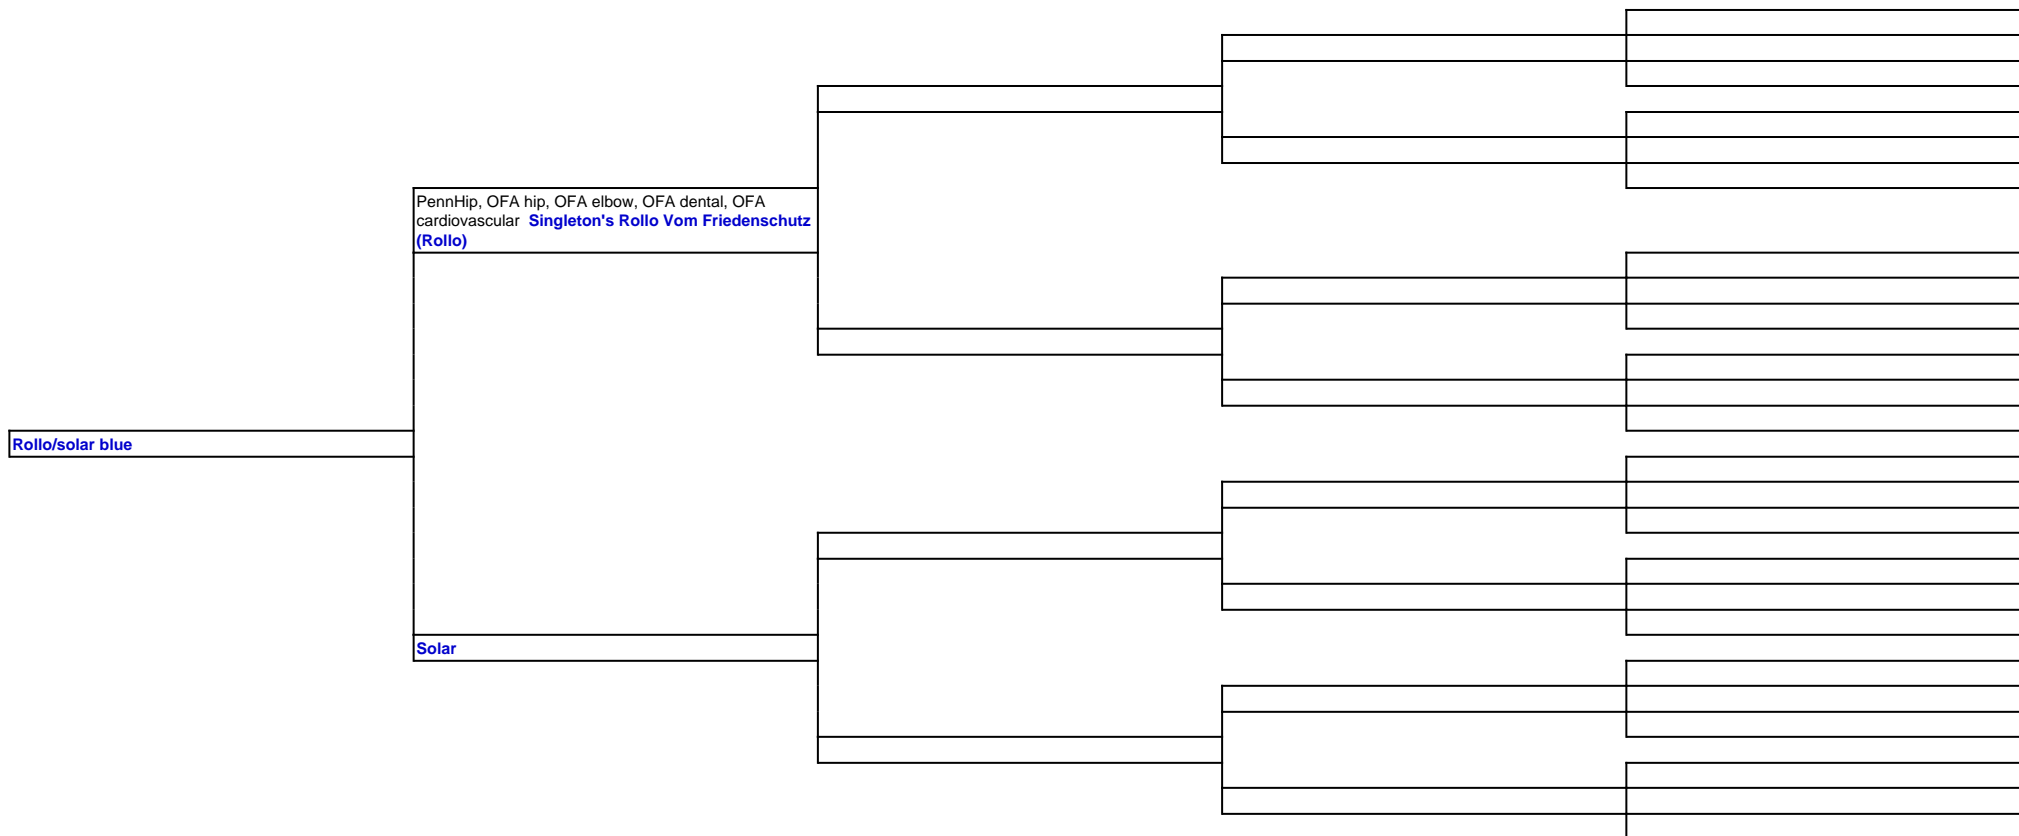 PennHip, OFA hip, OFA elbow, OFA dental, OFA
cardiovascular  Singleton's Rollo Vom Friedenschutz
(Rollo)
Rollo/solar blue
Solar